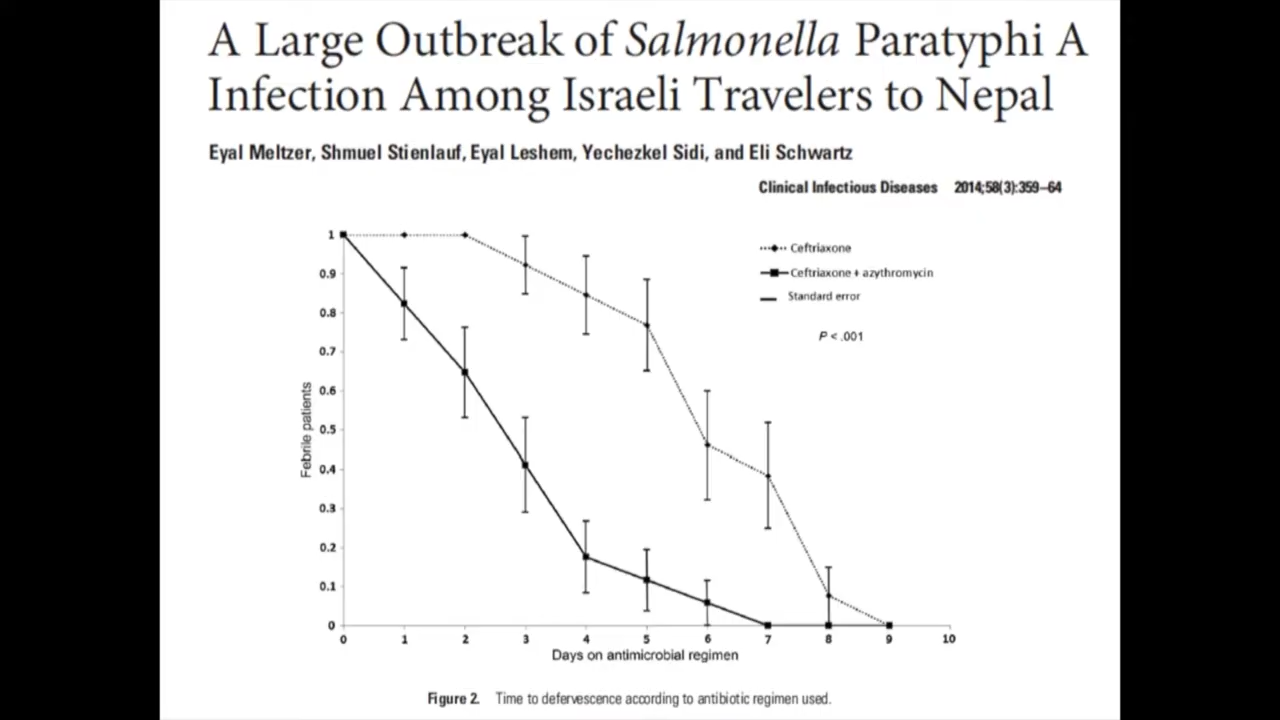 A Large Outbreak of Salmonella Paratyphi A
Infection Among Israeli Travelers to Nepal
Eyal Meltzer, Shmuel Stienlauf, Eyal Leshem, Yechezkel Sidi, and Eli Schwartz
Clinical Infectious Diseases 2014;58(3):359–64
Ceftriaxone
Ceftriaxone + azythromycin
Standard error
P < .001
Febrile patients
1
0.9
0.8
0.7
0.6
0.5
0.4
0.3
0.2
0.1
0
0 1 2 3 4 5 6 7 8 9 10
Days on antimicrobial regimen
Figure 2. Time to defervescence according to antibiotic regimen used.